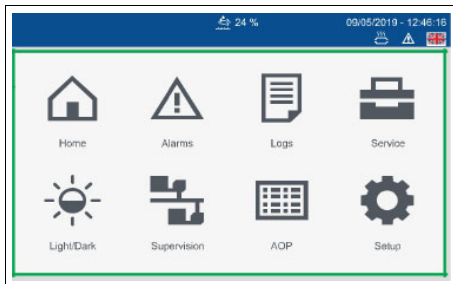 24 %
09/05/2019 - 12:46:16
Home
Alarms
Logs
Service
Light/Dark
Supervision
AOP
Setup